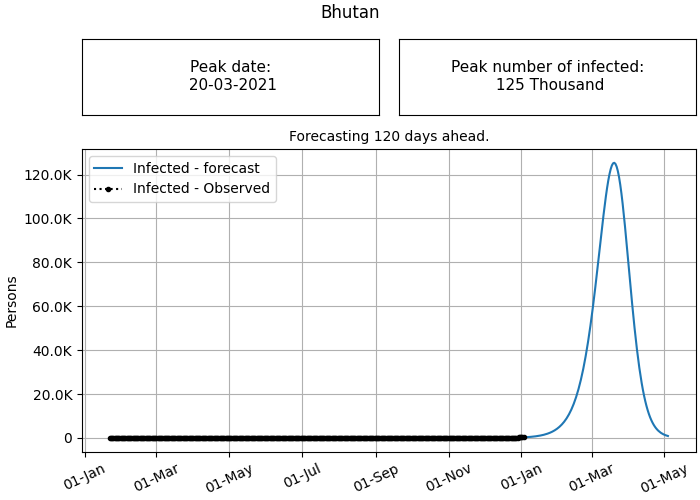 Bhutan
Peak date:
20-03-2021
Peak number of infected:
125 Thousand
Forecasting 120 days ahead.
Infected - forecast
Infected - Observed
Persons
120.0K
100.0K
80.0K
60.0K
40.0K
20.0K
0
01-Jan
01-Mar
01-May
01-Jul
01-Sep
01-Nov
01-Jan
01-Mar
01-May